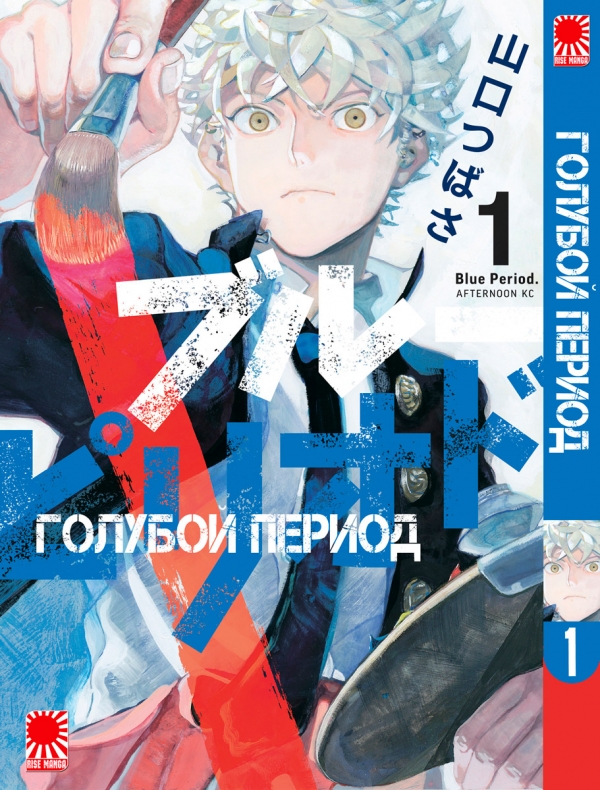 山口つばさ
1
Blue Period.
AFTERNOON KC
ブルー
ピリオド
ГОЛУБОЙ ПЕРИОД
RISE MANGA
RISE MANGA
ГОЛУБОЙ ПЕРИОД
1